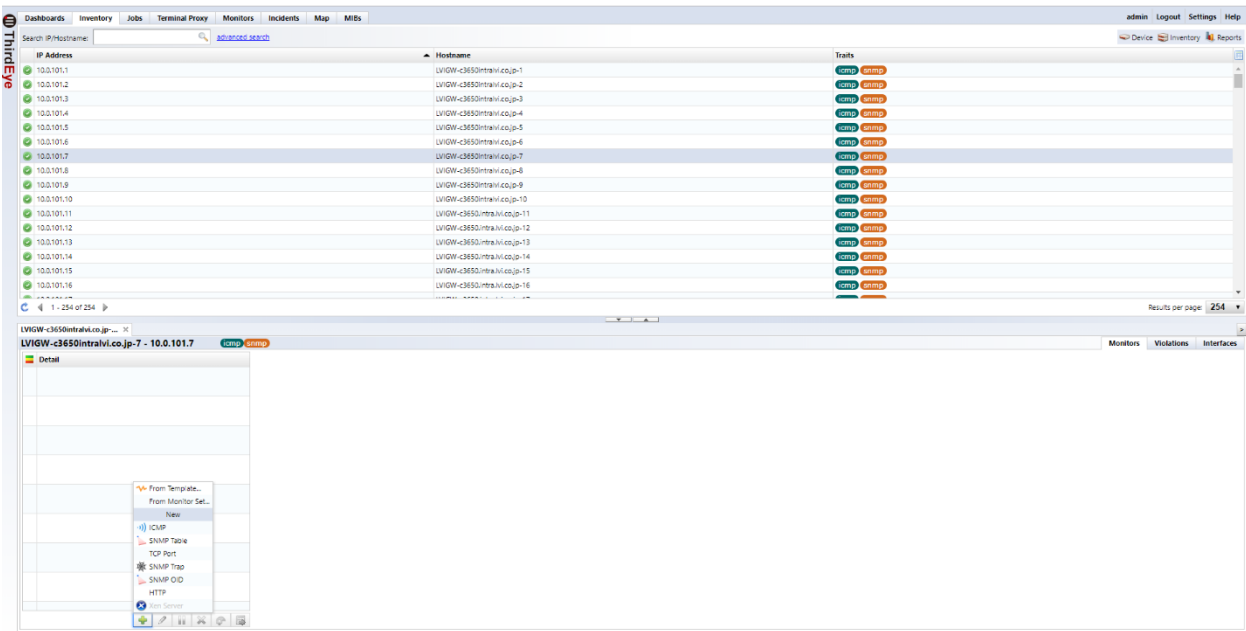 ThirdEye
Dashboards Inventory Jobs Terminal Proxy Monitors Incidents Map MIBs admin Logout Settings Help
Search IP/Hostname: advanced search Device Inventory Reports
IP Address Hostname Traits
10.0.101.1 LVIGW-c3650intralvi.co.jp-1 icmp snmp
10.0.101.2 LVIGW-c3650intralvi.co.jp-2 icmp snmp
10.0.101.3 LVIGW-c3650intralvi.co.jp-3 icmp snmp
10.0.101.4 LVIGW-c3650intralvi.co.jp-4 icmp snmp
10.0.101.5 LVIGW-c3650intralvi.co.jp-5 icmp snmp
10.0.101.6 LVIGW-c3650intralvi.co.jp-6 icmp snmp
10.0.101.7 LVIGW-c3650intralvi.co.jp-7 icmp snmp
10.0.101.8 LVIGW-c3650intralvi.co.jp-8 icmp snmp
10.0.101.9 LVIGW-c3650intralvi.co.jp-9 icmp snmp
10.0.101.10 LVIGW-c3650intralvi.co.jp-10 icmp snmp
10.0.101.11 LVIGW-c3650.intra.lvi.co.jp-11 icmp snmp
10.0.101.12 LVIGW-c3650.intra.lvi.co.jp-12 icmp snmp
10.0.101.13 LVIGW-c3650.intra.lvi.co.jp-13 icmp snmp
10.0.101.14 LVIGW-c3650.intra.lvi.co.jp-14 icmp snmp
10.0.101.15 LVIGW-c3650.intra.lvi.co.jp-15 icmp snmp
10.0.101.16 LVIGW-c3650.intra.lvi.co.jp-16 icmp snmp
1 - 254 of 254 Results per page: 254
LVIGW-c3650intralvi.co.jp-...
LVIGW-c3650intralvi.co.jp-7 - 10.0.101.7 icmp snmp Monitors Violations Interfaces
Detail
From Template...
From Monitor Set...
New
ICMP
SNMP Table
TCP Port
SNMP Trap
SNMP OID
HTTP
Xen Server